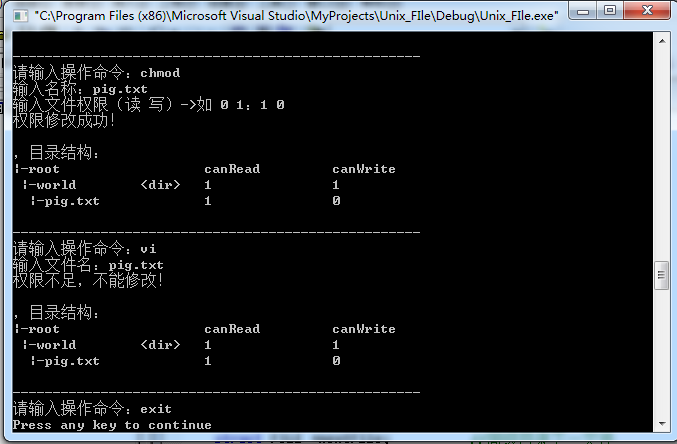 "C:\Program Files (x86)\Microsoft Visual Studio\MyProjects\Unix_FIle\Debug\Unix_FIle.exe"
---------------------------------------------------
请输入操作命令：chmod
输入名称：pig.txt
输入文件权限（读 写）->如 0 1：1 0
权限修改成功！
，目录结构：
¦-root canRead canWrite
¦-world <dir> 1 1
¦-pig.txt 1 0
---------------------------------------------------
请输入操作命令：vi
输入文件名：pig.txt
权限不足，不能修改！
，目录结构：
¦-root canRead canWrite
¦-world <dir> 1 1
¦-pig.txt 1 0
---------------------------------------------------
请输入操作命令：exit
Press any key to continue